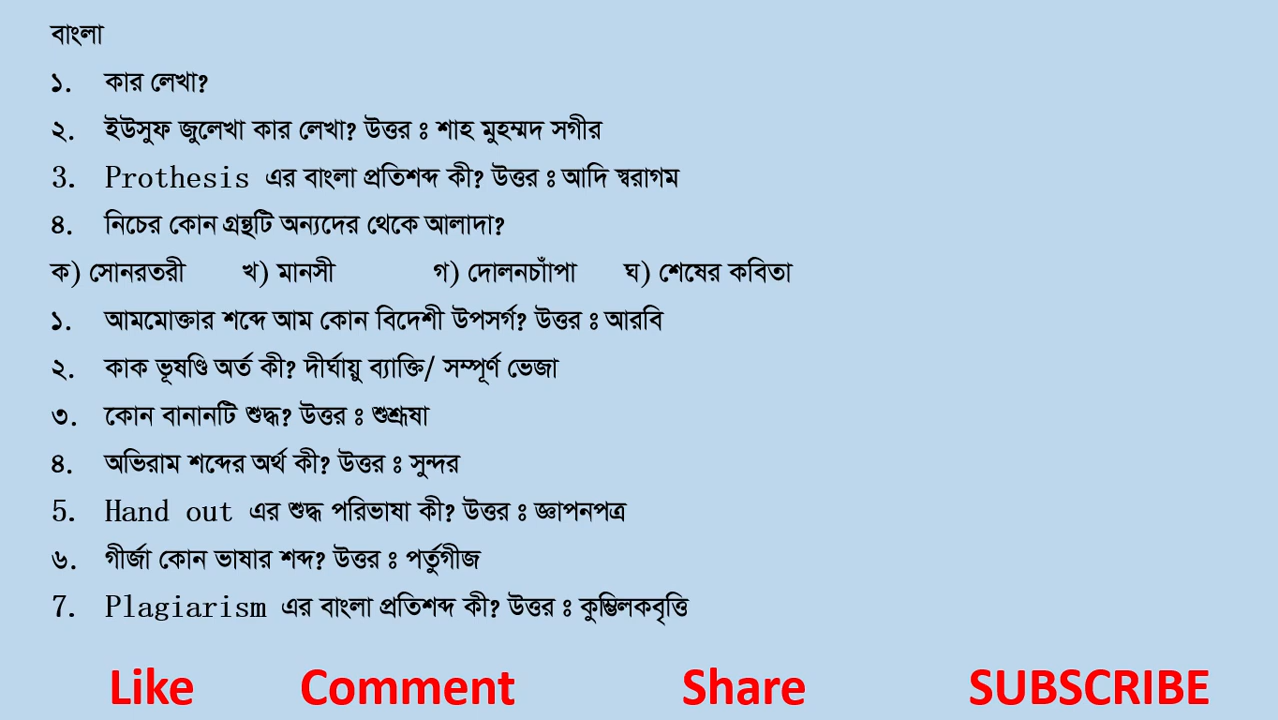 বাংলা
১. কার লেখা?
২. ইউসুফ জুলেখা কার লেখা? উত্তর ঃ শাহ মুহম্মদ সগীর
3. Prothesis এর বাংলা প্রতিশব্দ কী? উত্তর ঃ আদি স্বরাগম
৪. নিচের কোন গ্রন্থটি অন্যদের থেকে আলাদা?
ক) সোনরতরী খ) মানসী গ) দোলনচাঁাপা ঘ) শেষের কবিতা
১. আমমোক্তার শব্দে আম কোন বিদেশী উপসর্গ? উত্তর ঃ আরবি
২. কাক ভূষণ্ডি অর্ত কী? দীর্ঘায়ু ব্যাক্তি/ সম্পূর্ণ ভেজা
৩. কোন বানানটি শুদ্ধ? উত্তর ঃ শুশ্রূষা
৪. অভিরাম শব্দের অর্থ কী? উত্তর ঃ সুন্দর
5. Hand out এর শুদ্ধ পরিভাষা কী? উত্তর ঃ জ্ঞাপনপত্র
৬. গীর্জা কোন ভাষার শব্দ? উত্তর ঃ পর্তুগীজ
7. Plagiarism এর বাংলা প্রতিশব্দ কী? উত্তর ঃ কুম্ভিলকবৃত্তি
Like Comment Share SUBSCRIBE